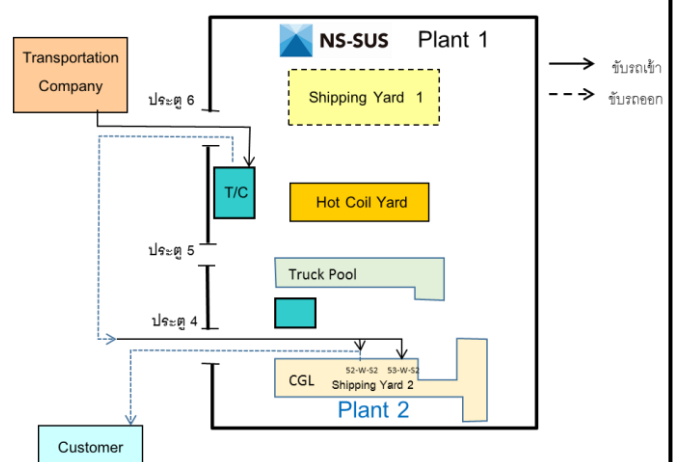 NS-SUS Plant 1
Transportation
Company
ขับรถเข้า
ขับรถออก
ประตู 6
Shipping Yard 1
T/C
Hot Coil Yard
ประตู 5
Truck Pool
ประตู 4
52-W-S2 53-W-S2
CGL Shipping Yard 2
Plant 2
Customer